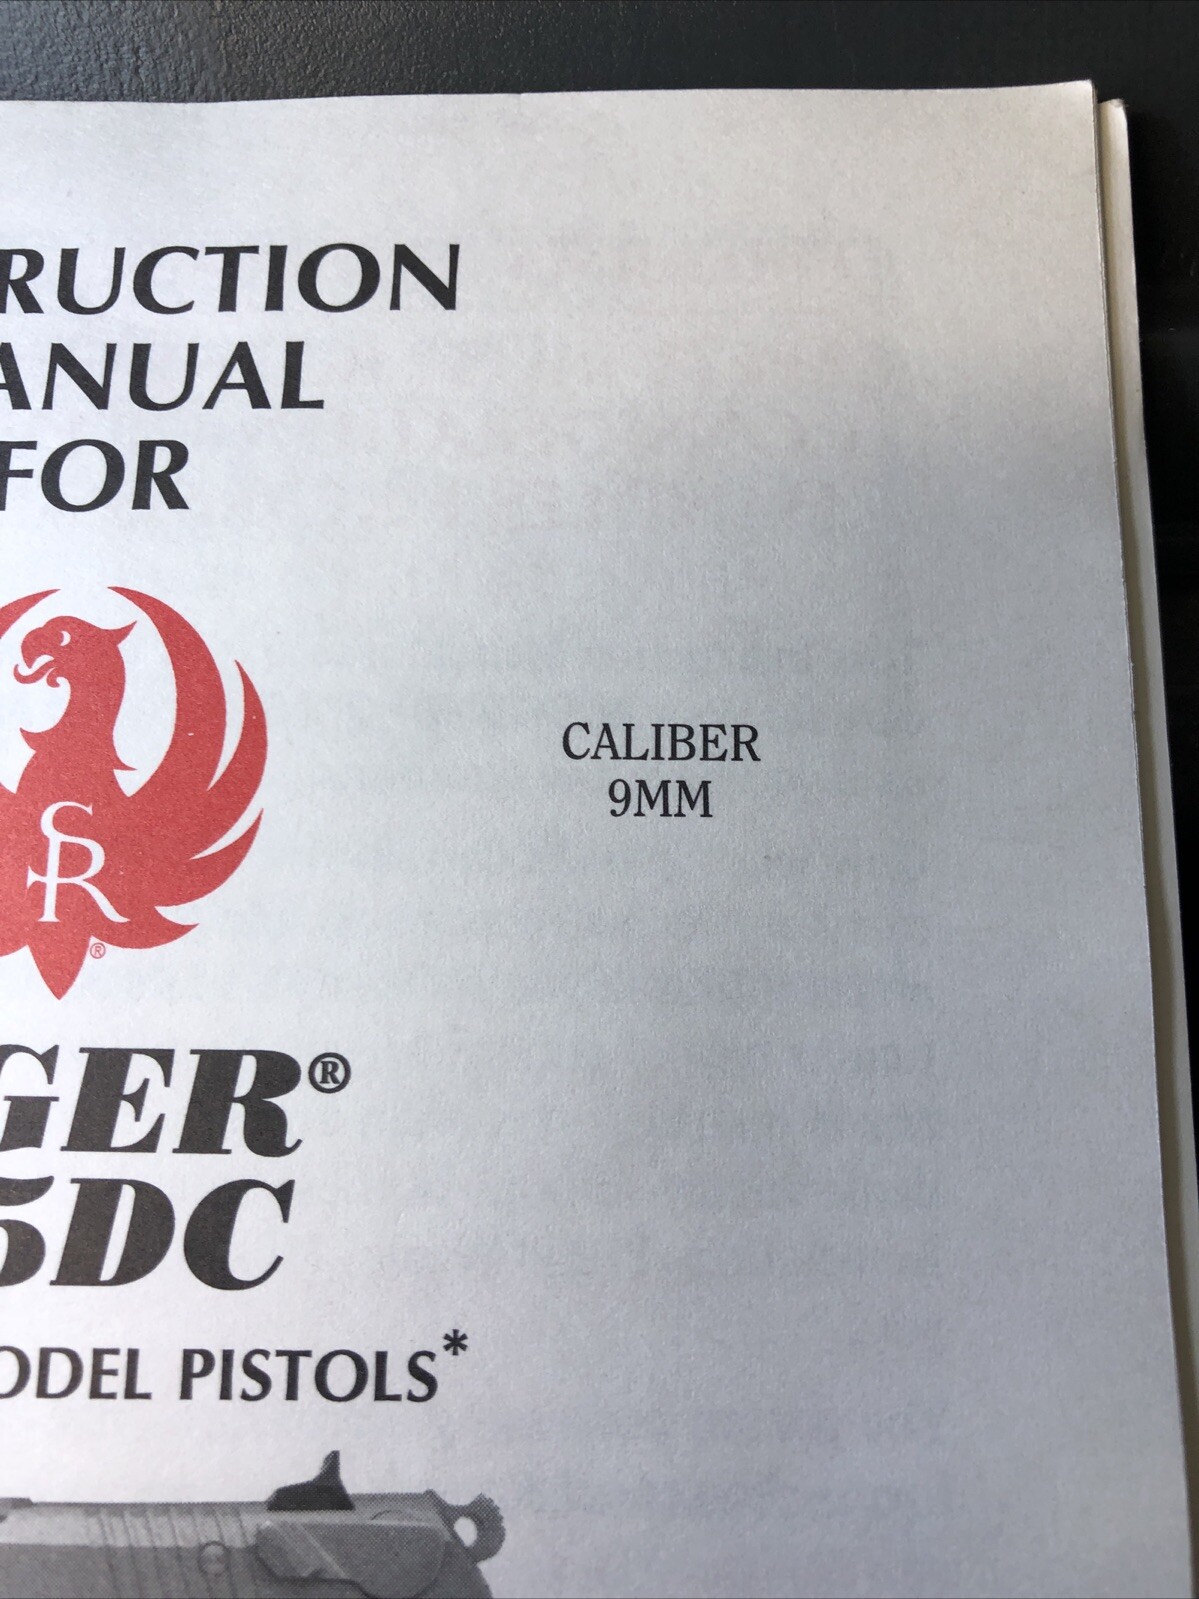 RUCTION
ANUAL
FOR
CALIBER
9MM
SR
®
GER®
5DC
ODEL PISTOLS*